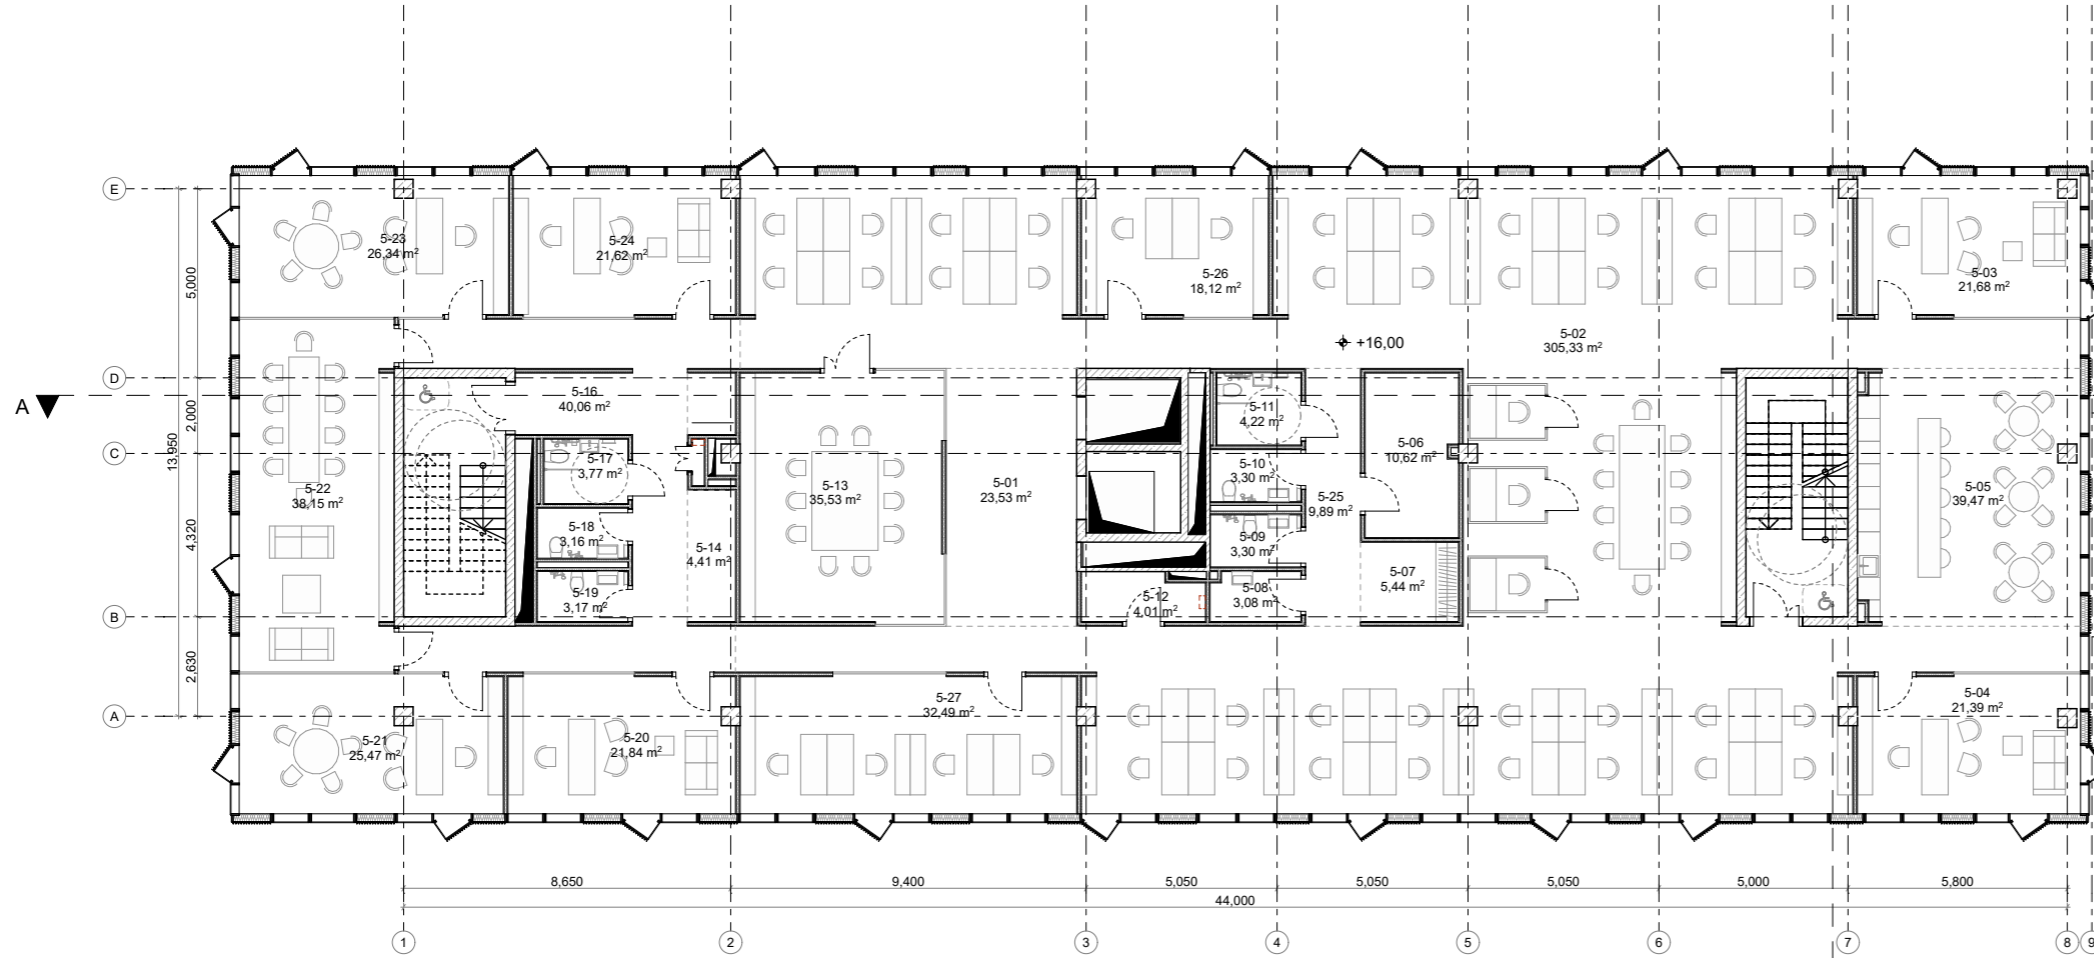 E
D
C
B
A
A
5,000
2,000
13,950
4,320
2,630
5-23
26,34 m²
5-24
21,62 m²
5-26
18,12 m²
5-03
21,68 m²
+16,00
5-02
305,33 m²
5-16
40,06 m²
5-11
4,22 m²
5-17
3,77 m²
5-10
3,30 m²
5-06
10,62 m²
5-22
38,15 m²
5-13
35,53 m²
5-01
23,53 m²
5-25
9,89 m²
5-05
39,47 m²
5-18
3,16 m²
5-14
4,41 m²
5-09
3,30 m²
5-07
5,44 m²
5-19
3,17 m²
5-12
4,01 m²
5-08
3,08 m²
5-21
25,47 m²
5-20
21,84 m²
5-27
32,49 m²
5-04
21,39 m²
8,650
9,400
5,050
5,050
5,050
5,000
5,800
44,000
1
2
3
4
5
6
7
8
9